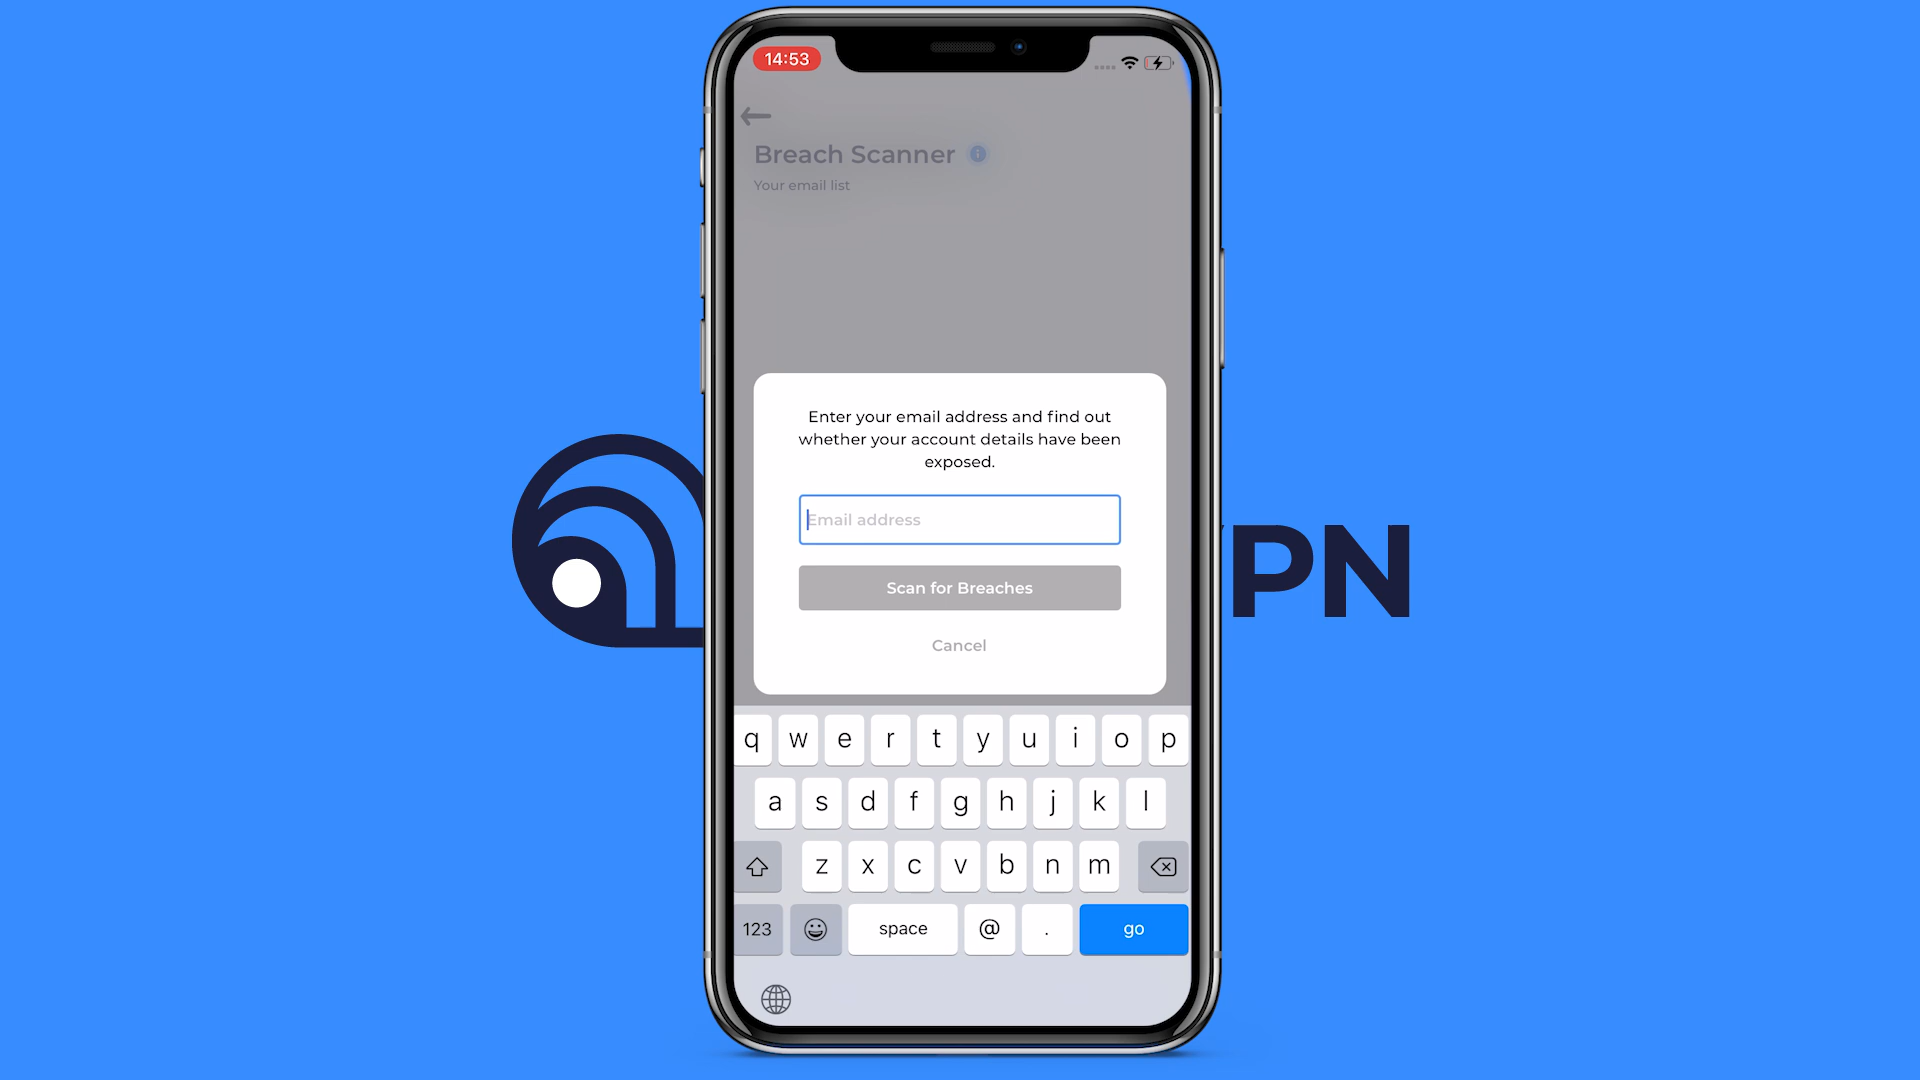 14:53
Breach Scanner
Your email list
Enter your email address and find out
whether your account details have been
exposed.
Email address
Scan for Breaches
Cancel
PN
q w e r t y u i o p
a s d f g h j k l
z x c v b n m
123 space @ . go